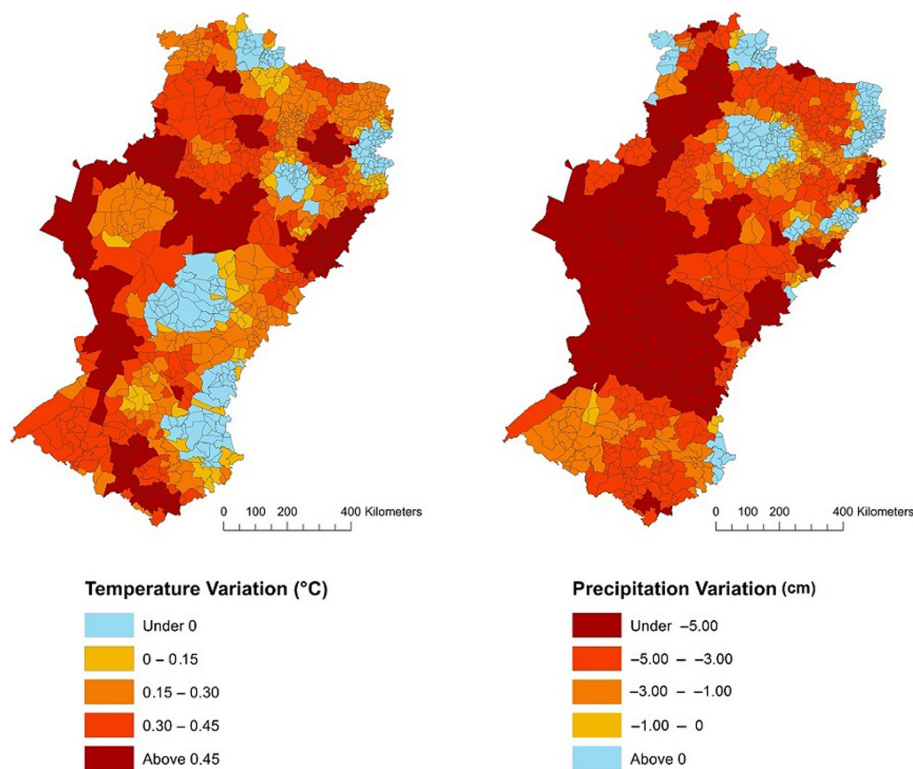 0 100 200 400 Kilometers
0 100 200 400 Kilometers
Temperature Variation (°C)
Under 0
0 – 0.15
0.15 – 0.30
0.30 – 0.45
Above 0.45
Precipitation Variation (cm)
Under –5.00
–5.00 – –3.00
–3.00 – –1.00
–1.00 – 0
Above 0